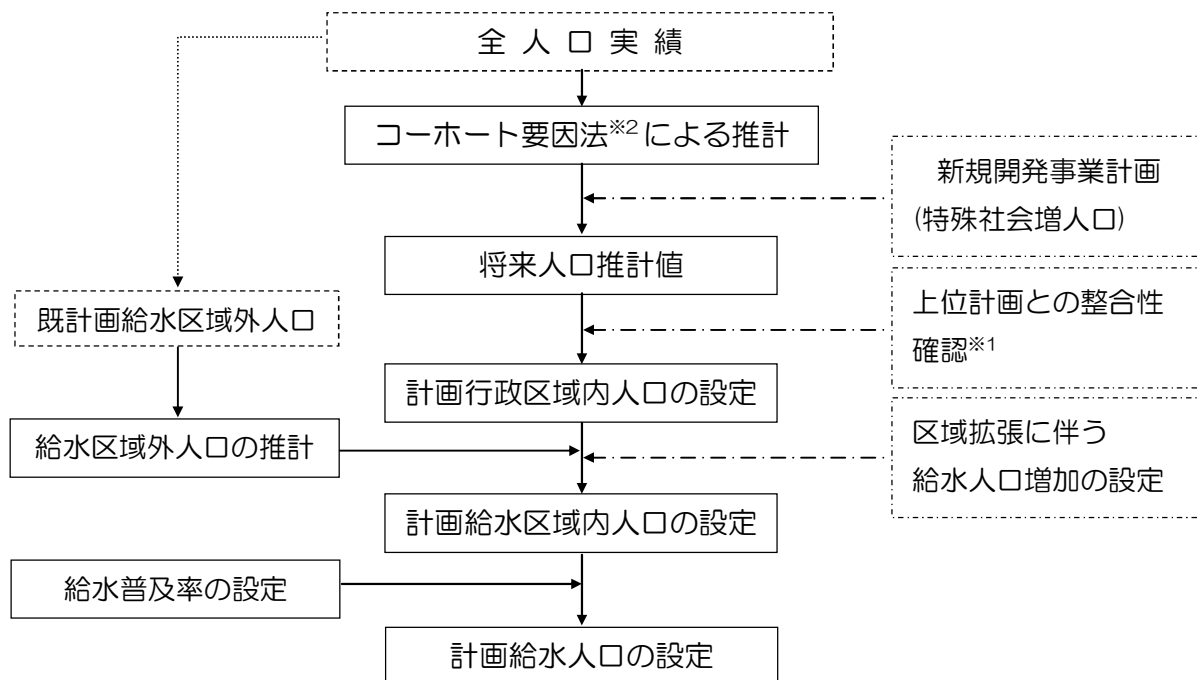 全人口実績
コーホート要因法※2による推計
新規開発事業計画
(特殊社会増人口)
将来人口推計値
既計画給水区域外人口
上位計画との整合性
確認※1
計画行政区域内人口の設定
給水区域外人口の推計
区域拡張に伴う
給水人口増加の設定
計画給水区域内人口の設定
給水普及率の設定
計画給水人口の設定